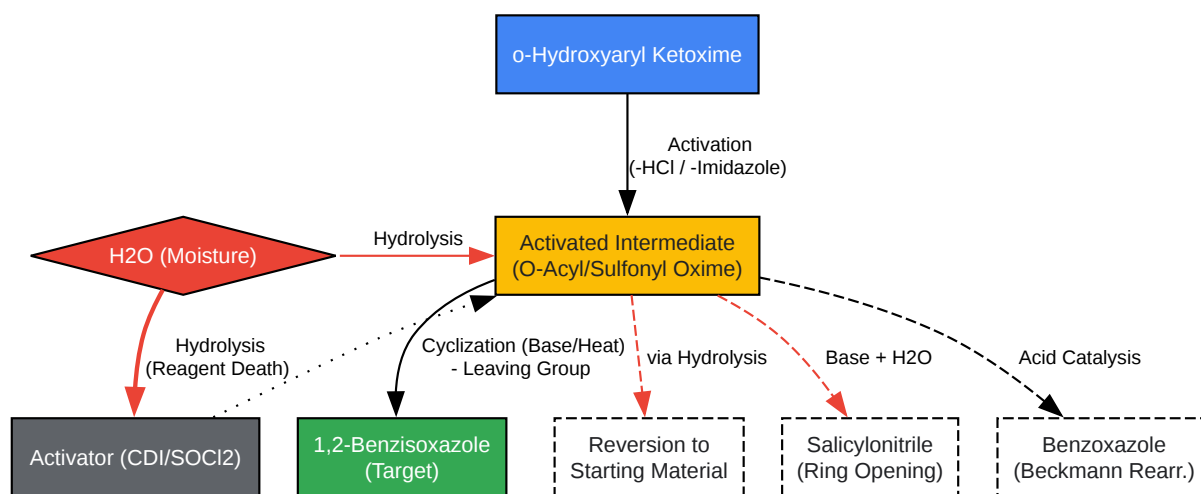 o-Hydroxyaryl Ketoxime
Activation
(-HCl / -Imidazole)
H2O (Moisture)
Hydrolysis
Activated Intermediate
(O-Acyl/Sulfonyl Oxime)
Hydrolysis
(Reagent Death)
Cyclization (Base/Heat)
- Leaving Group
via Hydrolysis
Base + H2O
Acid Catalysis
Activator (CDI/SOCl2)
1,2-Benzisoxazole
(Target)
Reversion to
Starting Material
Salicylonitrile
(Ring Opening)
Benzoxazole
(Beckmann Rearr.)